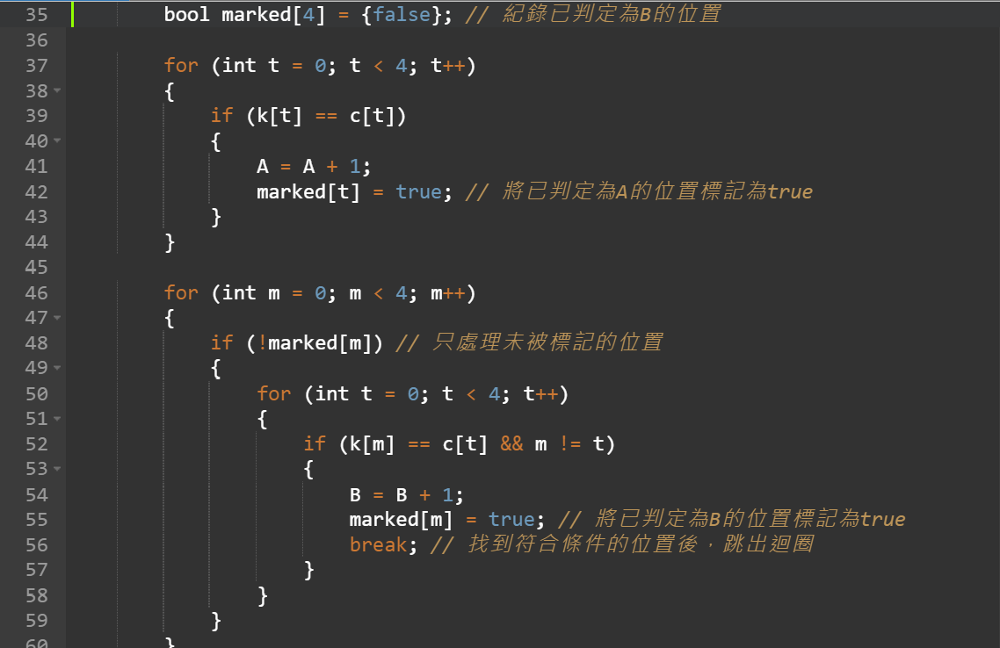 35 bool marked[4] = {false}; // 紀錄已判定為B的位置
36
37 for (int t = 0; t < 4; t++)
38 {
39 if (k[t] == c[t])
40 {
41 A = A + 1;
42 marked[t] = true; // 將已判定為A的位置標記為true
43 }
44 }
45
46 for (int m = 0; m < 4; m++)
47 {
48 if (!marked[m]) // 只處理未被標記的位置
49 {
50 for (int t = 0; t < 4; t++)
51 {
52 if (k[m] == c[t] && m != t)
53 {
54 B = B + 1;
55 marked[m] = true; // 將已判定為B的位置標記為true
56 break; // 找到符合條件的位置後，跳出迴圈
57 }
58 }
59 }
60 }